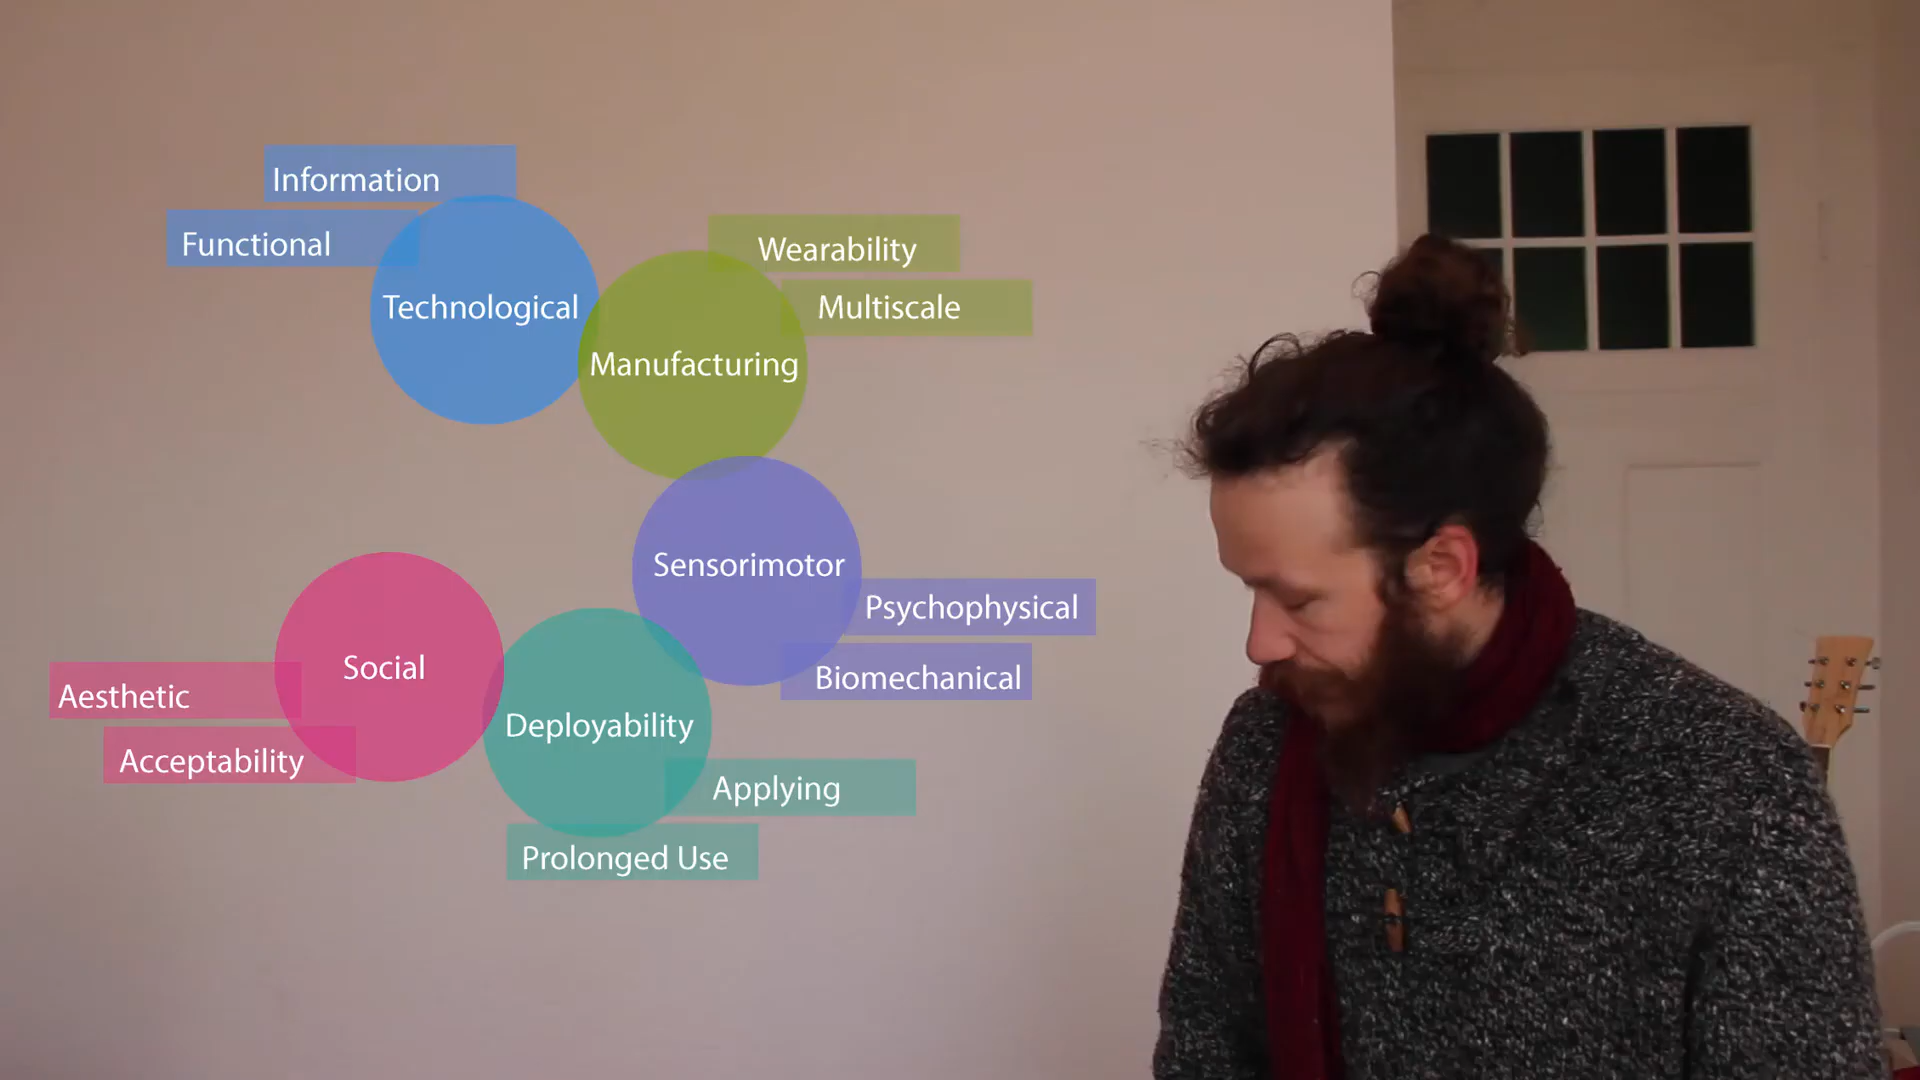 Information
Functional
Technological
Wearability
Multiscale
Manufacturing
Sensorimotor
Psychophysical
Biomechanical
Social
Aesthetic
Acceptability
Deployability
Applying
Prolonged Use